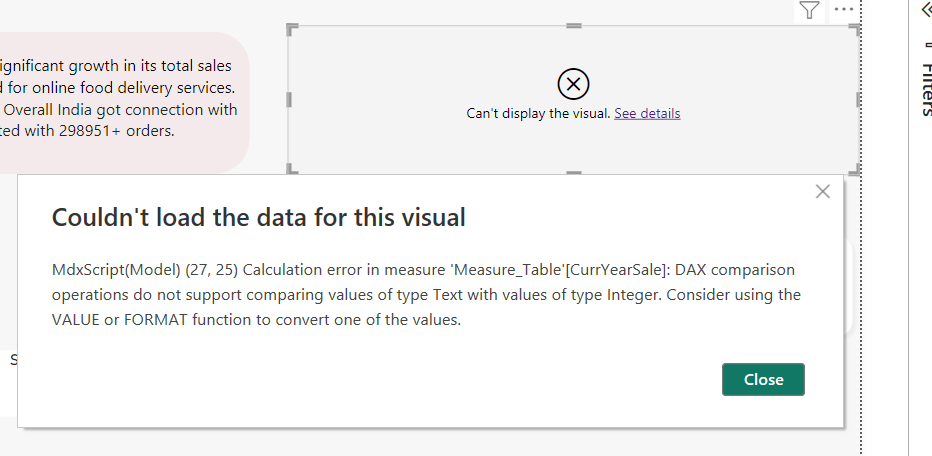 ignificant growth in its total sales
d for online food delivery services.
Overall India got connection with
ted with 298951+ orders.
Can't display the visual. See details
Filters
Couldn't load the data for this visual
MdxScript(Model) (27, 25) Calculation error in measure 'Measure_Table'[CurrYearSale]: DAX comparison
operations do not support comparing values of type Text with values of type Integer. Consider using the
VALUE or FORMAT function to convert one of the values.
S
Close